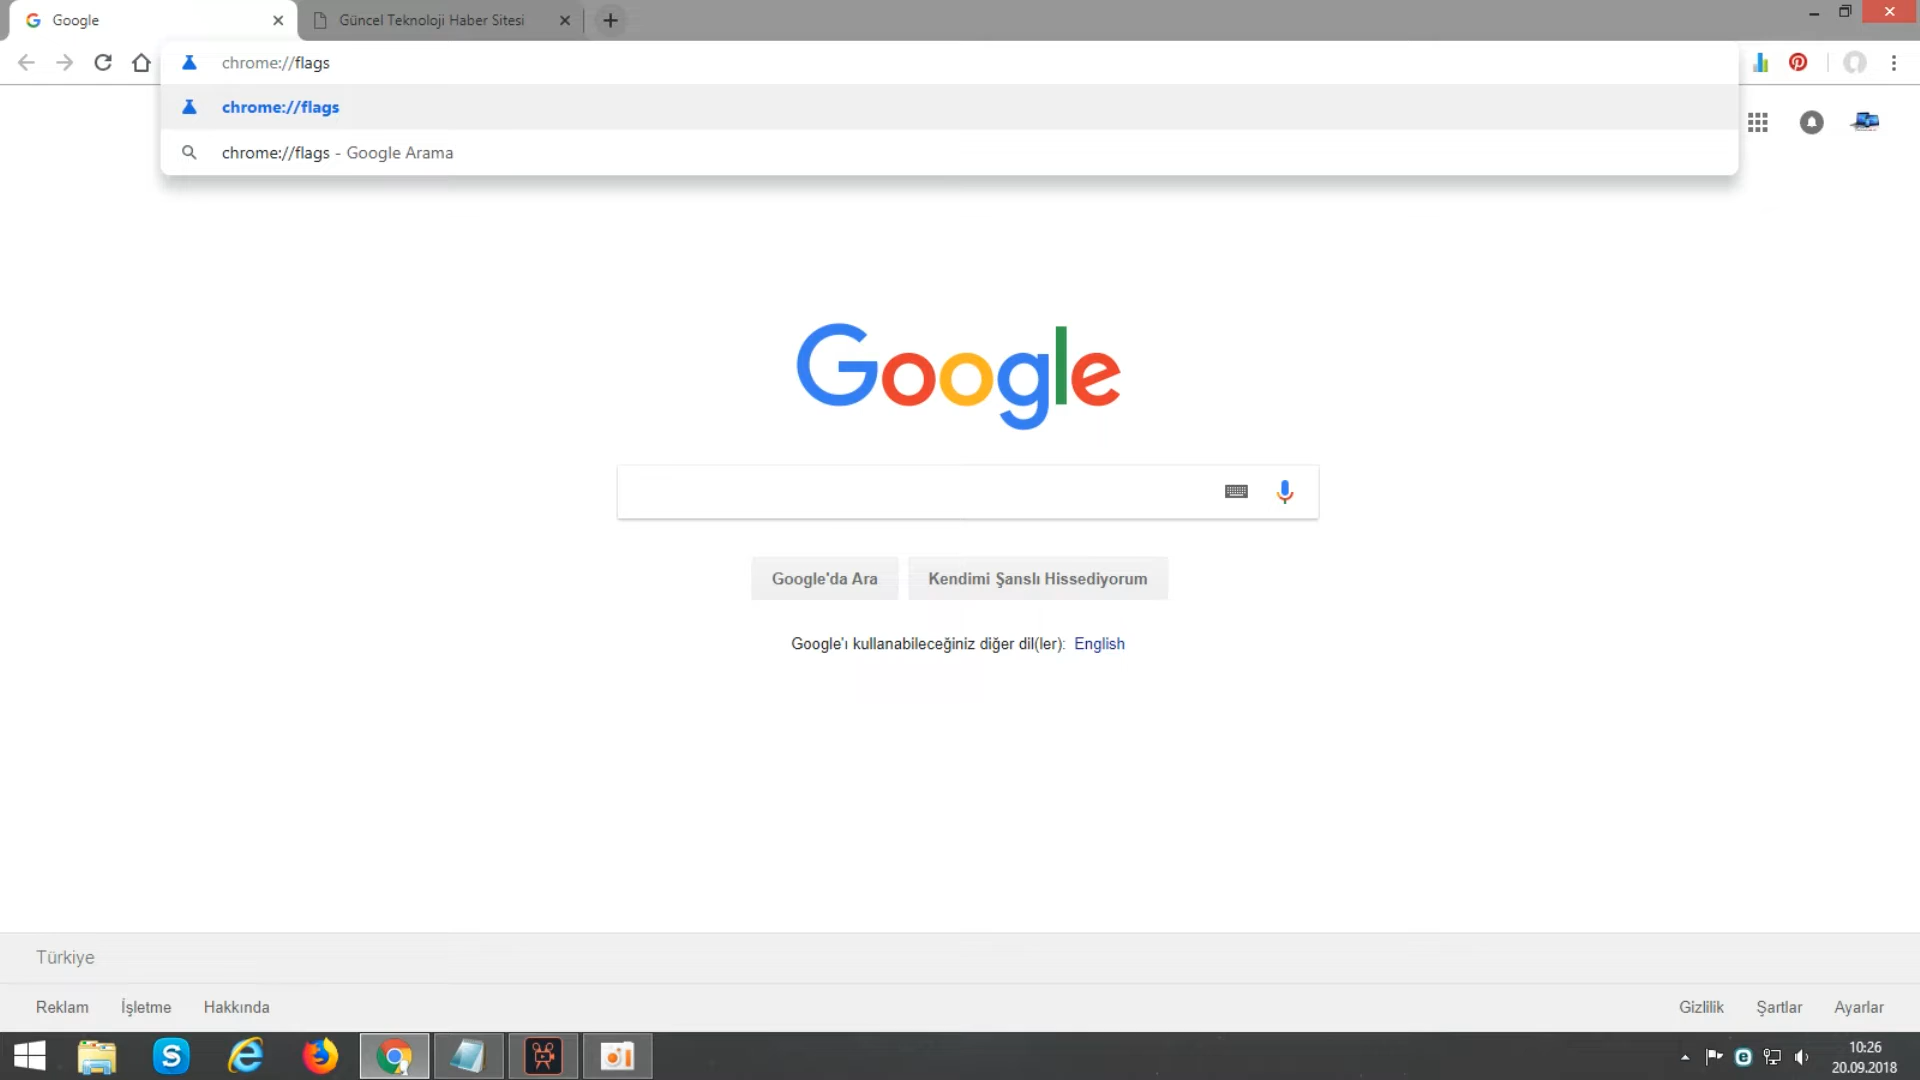 Google
Güncel Teknoloji Haber Sitesi
chrome://flags
chrome://flags
chrome://flags - Google Arama
Google
Google'da Ara
Kendimi Şanslı Hissediyorum
Google'ı kullanabileceğiniz diğer dil(ler): English
Türkiye
Reklam
İşletme
Hakkında
Gizlilik
Şartlar
Ayarlar
10:26
20.09.2018